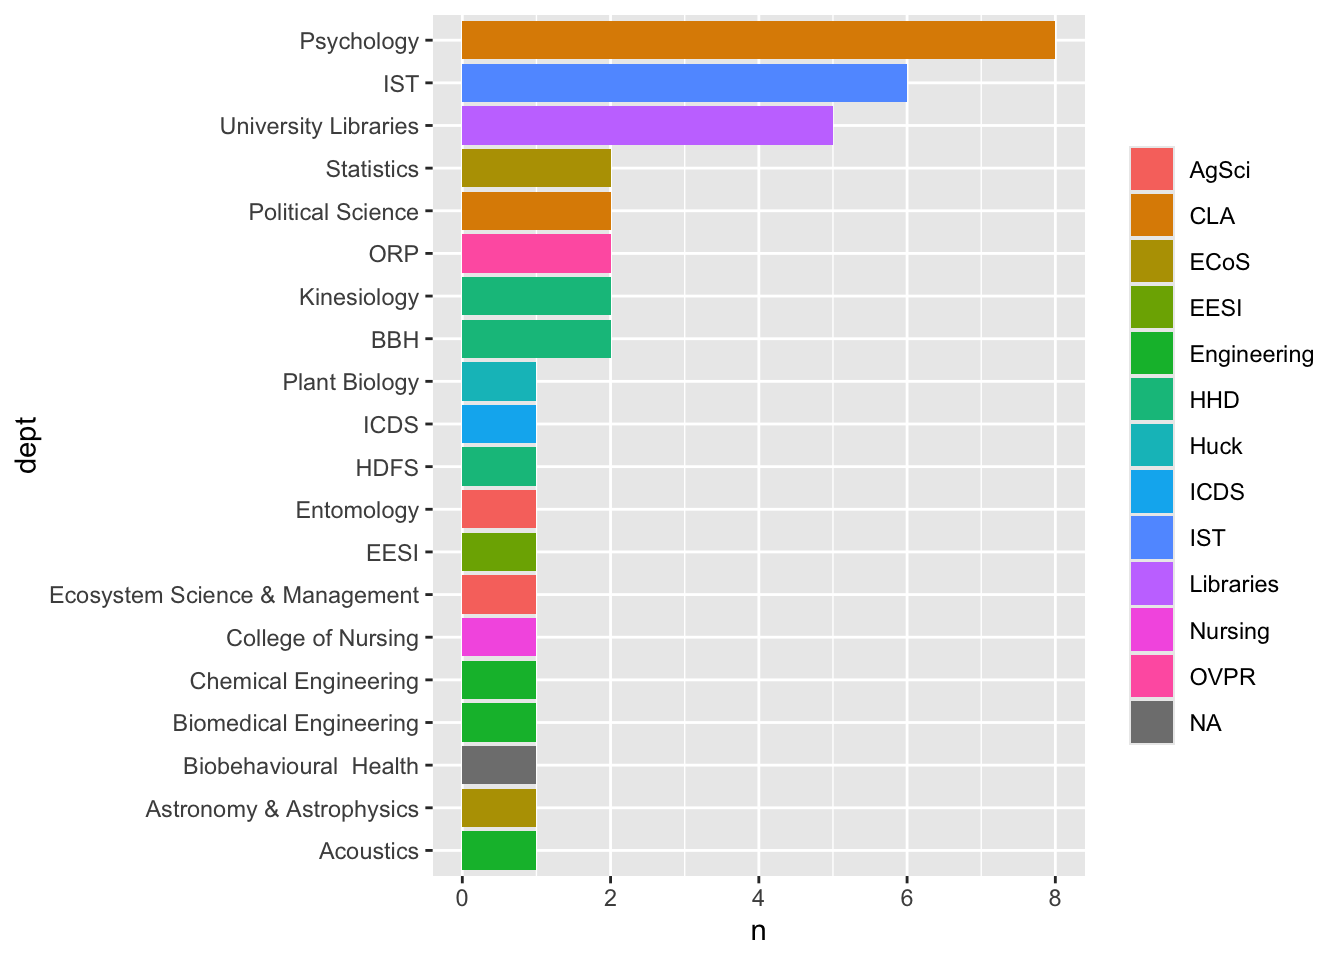 Psychology
IST
University Libraries
Statistics
Political Science
ORP
Kinesiology
BBH
Plant Biology
ICDS
HDFS
Entomology
EESI
Ecosystem Science & Management
College of Nursing
Chemical Engineering
Biomedical Engineering
Biobehavioural  Health
Astronomy & Astrophysics
Acoustics
dept
0 2 4 6 8
n
AgSci
CLA
ECoS
EESI
Engineering
HHD
Huck
ICDS
IST
Libraries
Nursing
OVPR
NA